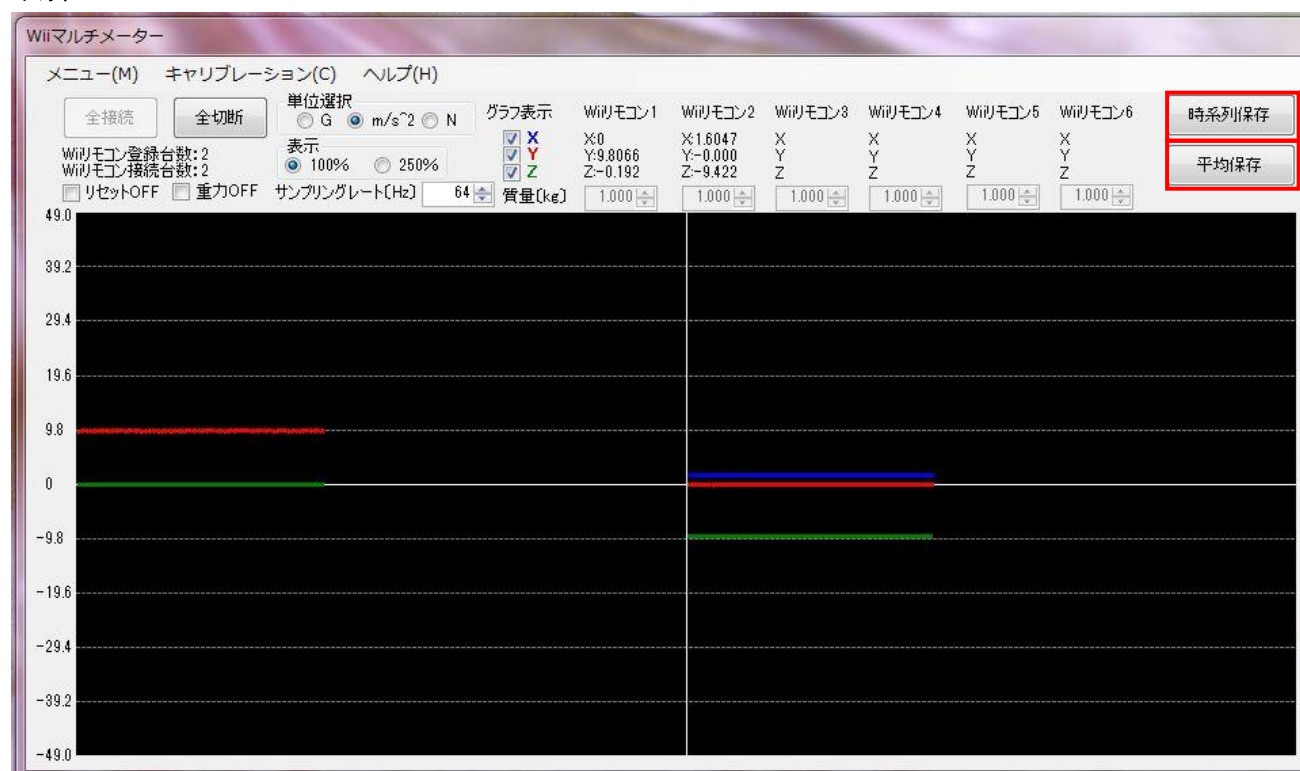 Wiiマルチメーター
メニュー(M) キャリブレーション(C) ヘルプ(H)
全接続 全切断
単位選択
G m/s^2 N
表示
100% 250%
Wiiリモコン登録台数:2
Wiiリモコン接続台数:2
リセットOFF 重力OFF サンプリングレート[Hz] 64
グラフ表示 Wiiリモコン1 Wiiリモコン2 Wiiリモコン3 Wiiリモコン4 Wiiリモコン5 Wiiリモコン6
X X:0 X:1.6047 X X X X
Y Y:9.8066 Y:-0.000 Y Y Y Y
Z Z:-0.192 Z:-9.422 Z Z Z Z
質量[kg] 1.000 1.000 1.000 1.000 1.000 1.000
時系列保存
平均保存
49.0
39.2
29.4
19.6
9.8
0
-9.8
-19.6
-29.4
-39.2
-49.0